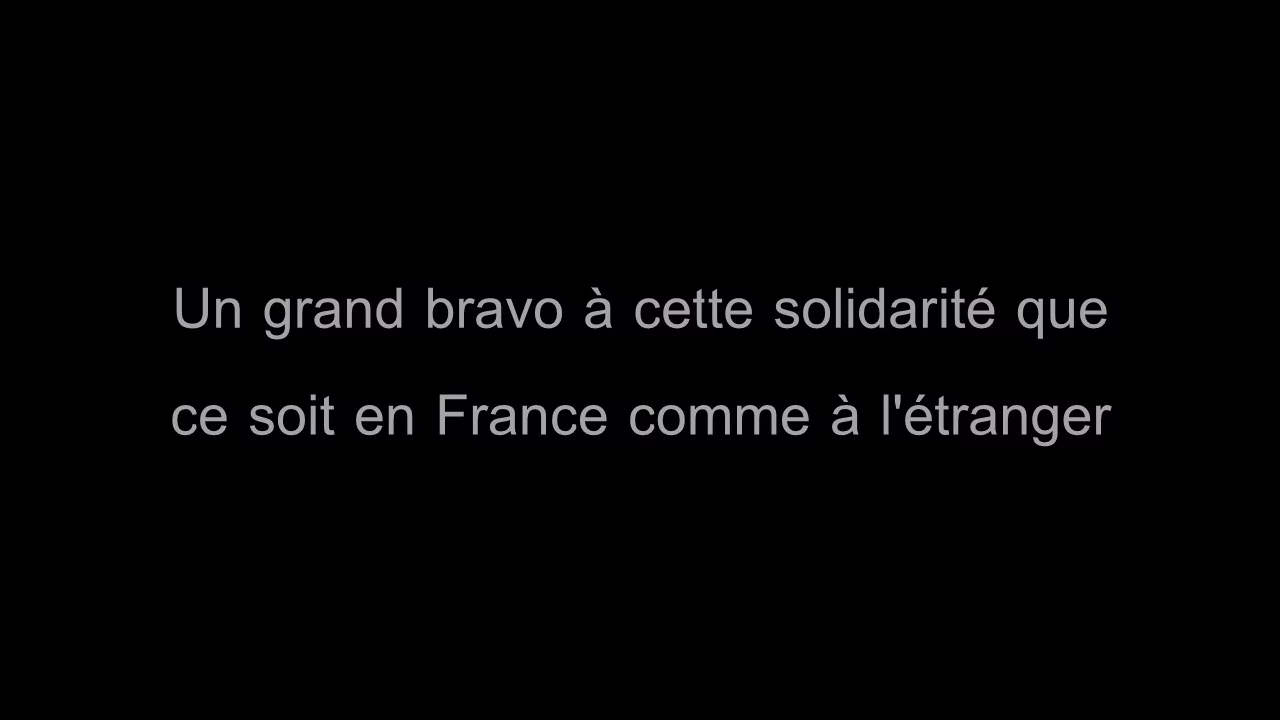 Un grand bravo à cette solidarité que
ce soit en France comme à l'étranger